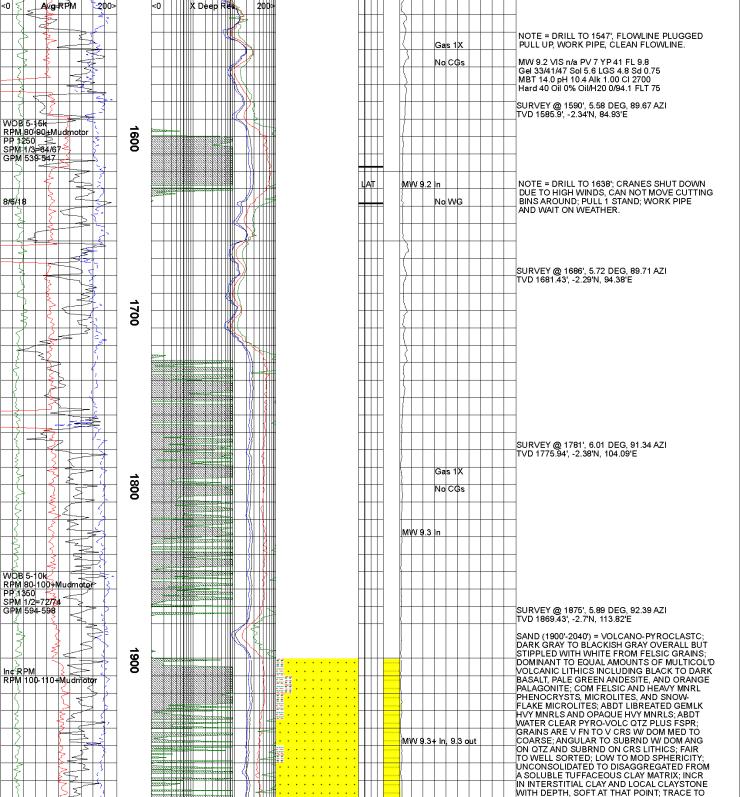 <0 Avg RPM 200>
X Deep Res
<0 200>
NOTE = DRILL TO 1547', FLOWLINE PLUGGED
PULL UP, WORK PIPE, CLEAN FLOWLINE.
Gas 1X
No CGs
MW 9.2 VIS n/a PV 7 YP 41 FL 9.8
Gel 33/41/47 Sol 5.6 LGS 4.8 Sd 0.75
MBT 14.0 pH 10.4 Alk 1.00 Cl 2700
Hard 40 Oil 0% Oil/H20 0/94.1 FLT 75
SURVEY @ 1590', 5.58 DEG, 89.67 AZI
TVD 1585.9', -2.34'N, 84.93'E
WOB 5-15k
RPM 80-90+Mudmotor
PP 1250
SPM 1/3=64/67
GPM 539-547
1600
LAT
MW 9.2 In
No WG
8/6/18
NOTE = DRILL TO 1638'; CRANES SHUT DOWN
DUE TO HIGH WINDS, CAN NOT MOVE CUTTING
BINS AROUND; PULL 1 STAND; WORK PIPE
AND WAIT ON WEATHER.
SURVEY @ 1686', 5.72 DEG, 89.71 AZI
TVD 1681.43', -2.29'N, 94.38'E
1700
SURVEY @ 1781', 6.01 DEG, 91.34 AZI
TVD 1775.94', -2.38'N, 104.09'E
Gas 1X
No CGs
1800
MW 9.3 In
WOB 5-10k
RPM 80-100+Mudmotor
PP 1350
SPM 1/2=72/74
GPM 594-598
SURVEY @ 1875', 5.89 DEG, 92.39 AZI
TVD 1869.43', -2.7'N, 113.82'E
1900
Inc RPM
RPM 100-110+Mudmotor
MW 9.3+ In, 9.3 out
SAND (1900'-2040') = VOLCANO-PYROCLASTC;
DARK GRAY TO BLACKISH GRAY OVERALL BUT
STIPPLED WITH WHITE FROM FELSIC GRAINS;
DOMINANT TO EQUAL AMOUNTS OF MULTICOL'D
VOLCANIC LITHICS INCLUDING BLACK TO DARK
BASALT, PALE GREEN ANDESITE, AND ORANGE
PALAGONITE; COM FELSIC AND HEAVY MNRL
PHENOCRYSTS, MICROLITES, AND SNOW-
FLAKE MICROLITES; ABDT LIBREATED GEMLK
HVY MNRLS AND OPAQUE HVY MNRLS; ABDT
WATER CLEAR PYRO-VOLC QTZ PLUS FSPR;
GRAINS ARE V FN TO V CRS W/ DOM MED TO
COARSE; ANGULAR TO SUBRND W/ DOM ANG
ON QTZ AND SUBRND ON CRS LITHICS; FAIR
TO WELL SORTED; LOW TO MOD SPHERICITY;
UNCONSOLIDATED TO DISAGGREGATED FROM
A SOLUBLE TUFFACEOUS CLAY MATRIX; INCR
IN INTERSTITIAL CLAY AND LOCAL CLAYSTONE
WITH DEPTH, SOFT AT THAT POINT; TRACE TO